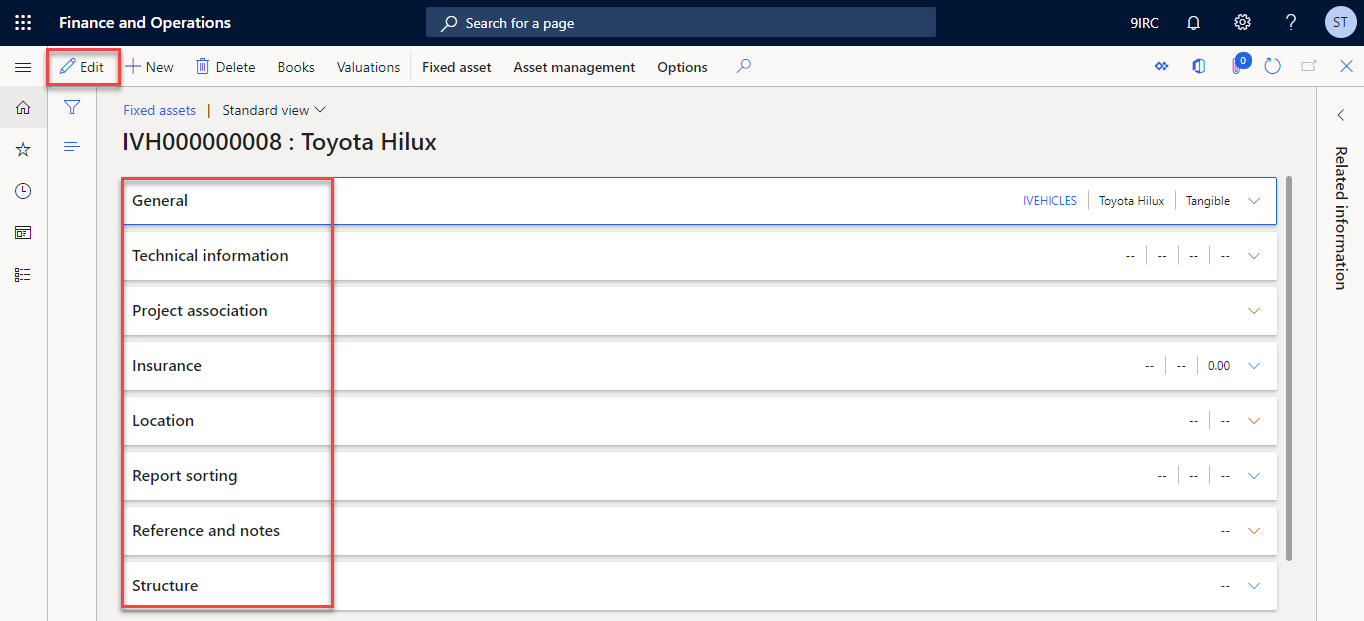 Finance and Operations Search for a page 9IRC ST
Edit New Delete Books Valuations Fixed asset Asset management Options 0
Fixed assets | Standard view
IVH000000008 : Toyota Hilux
General IVEHICLES Toyota Hilux Tangible
Technical information -- -- -- --
Project association
Insurance -- -- 0.00
Location -- --
Report sorting -- -- --
Reference and notes --
Structure --
Related information